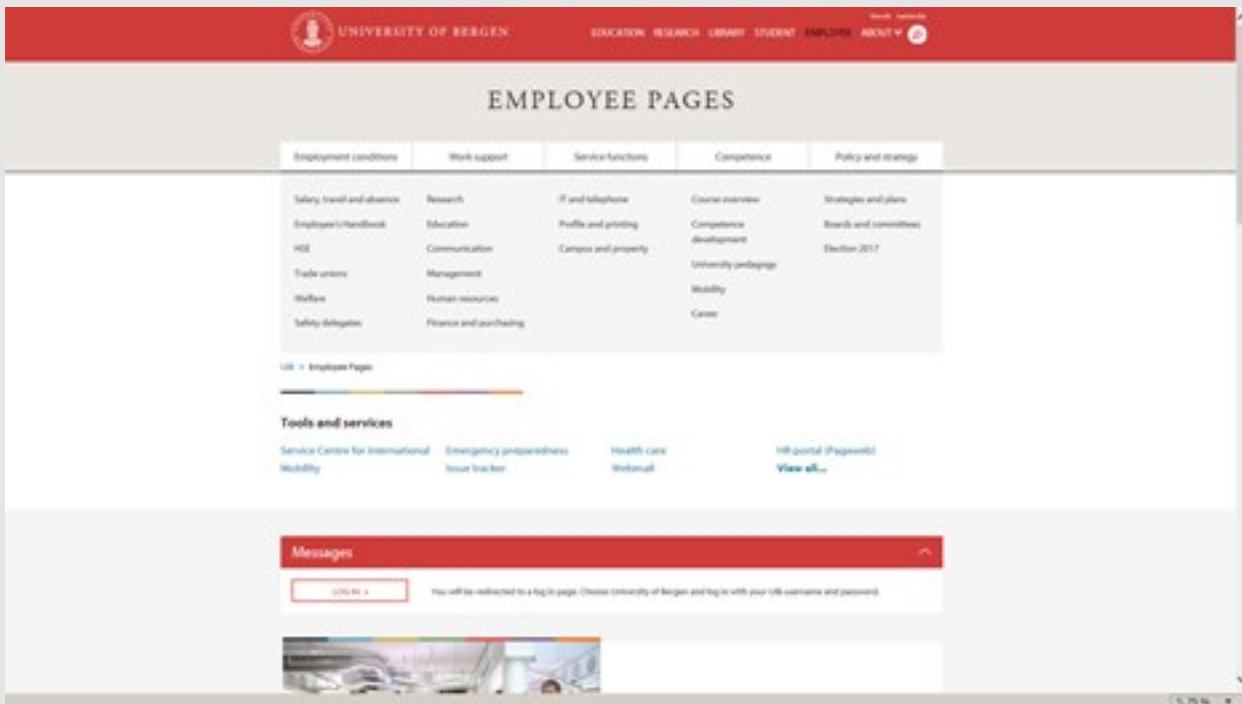 UNIVERSITY OF BERGEN
EDUCATION RESEARCH LIBRARY STUDENT EMPLOYEE ABOUT
EMPLOYEE PAGES
Employment conditions Work support Service functions Competence Policy and strategy
Salary, travel and absence Research IT and telephone Course overview Strategies and plans
Employer's Handbook Education Profile and printing Competence development Boards and committees
HSE Communication Campus and property University pedagogy Election 2017
Trade unions Management Mobility
Welfare Human resources Career
Safety delegates Finance and purchasing
UiB > Employee Pages
Tools and services
Service Centre for International Mobility Emergency preparedness Health care HR portal (Pagaweb)
Issue tracker Webmail View all...
Messages
LOG IN
You will be redirected to a log in page. Choose University of Bergen and log in with your UiB username and password.